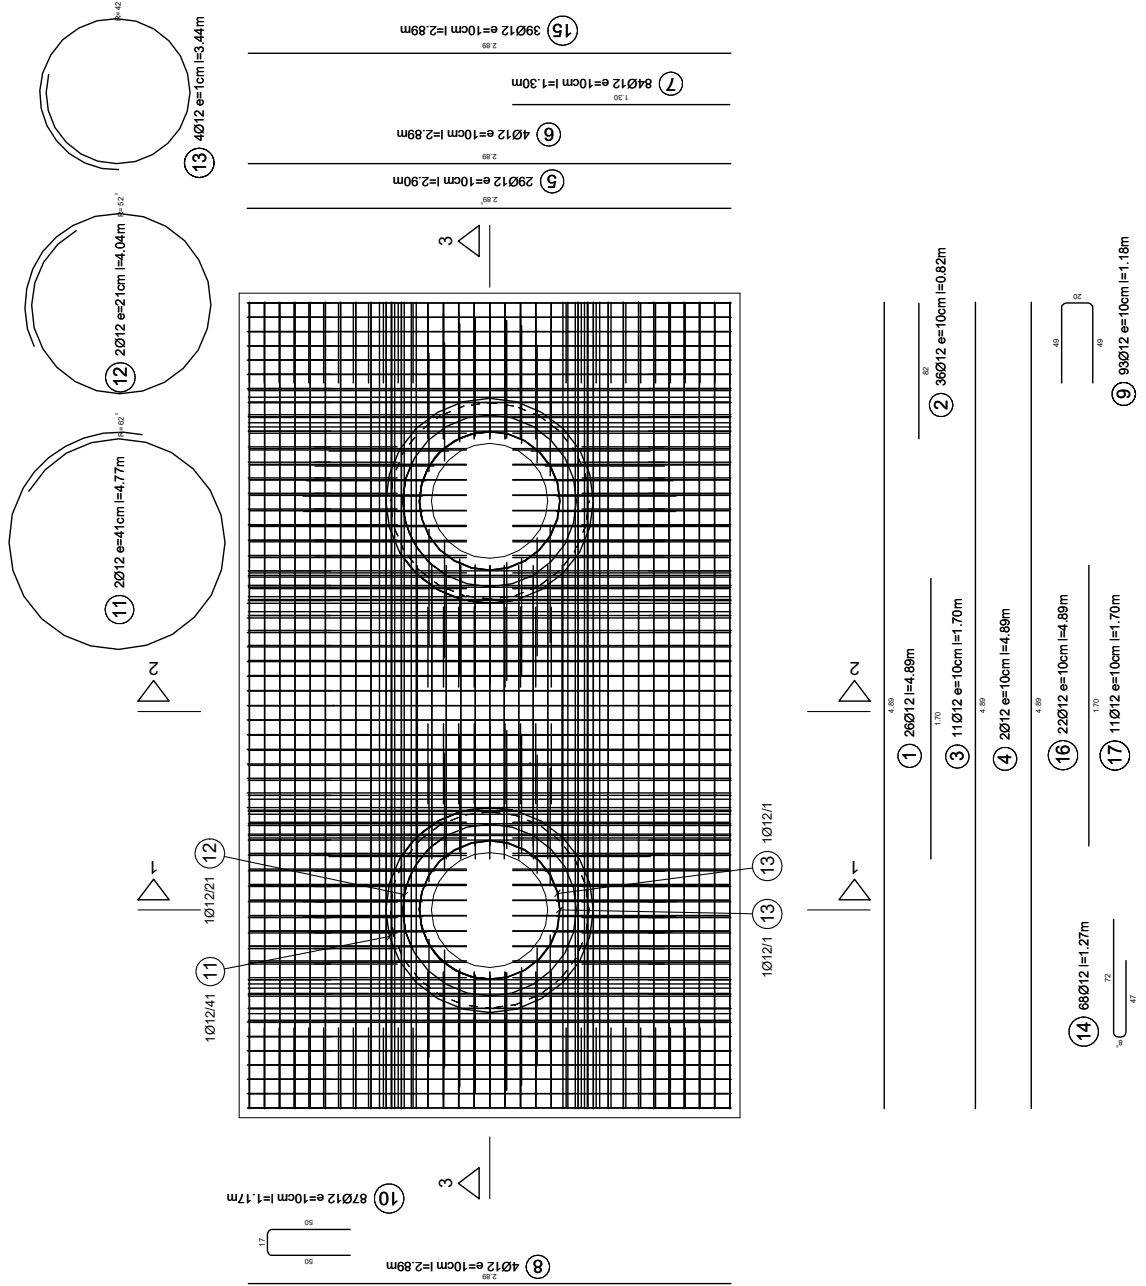 R= 42
13 4Ø12 e=1cm l=3.44m
R= 52
12 2Ø12 e=21cm l=4.04m
R= 62
11 2Ø12 e=41cm l=4.77m
15 39Ø12 e=10cm l=2.89m
2.89
7 84Ø12 e=10cm l=1.30m
1.30
6 4Ø12 e=10cm l=2.89m
2.89
5 29Ø12 e=10cm l=2.90m
2.89
3
2
2
1
1
12
1Ø12/21
11
1Ø12/41
13
1Ø12/1
13
1Ø12/1
3
10 87Ø12 e=10cm l=1.17m
50
17
50
8 4Ø12 e=10cm l=2.89m
2.89
4.89
1 26Ø12 l=4.89m
82
2 36Ø12 e=10cm l=0.82m
1.70
3 11Ø12 e=10cm l=1.70m
4.89
4 2Ø12 e=10cm l=4.89m
4.89
16 22Ø12 e=10cm l=4.89m
1.70
17 11Ø12 e=10cm l=1.70m
49
20
49
9 93Ø12 e=10cm l=1.18m
14 68Ø12 l=1.27m
72
8
47